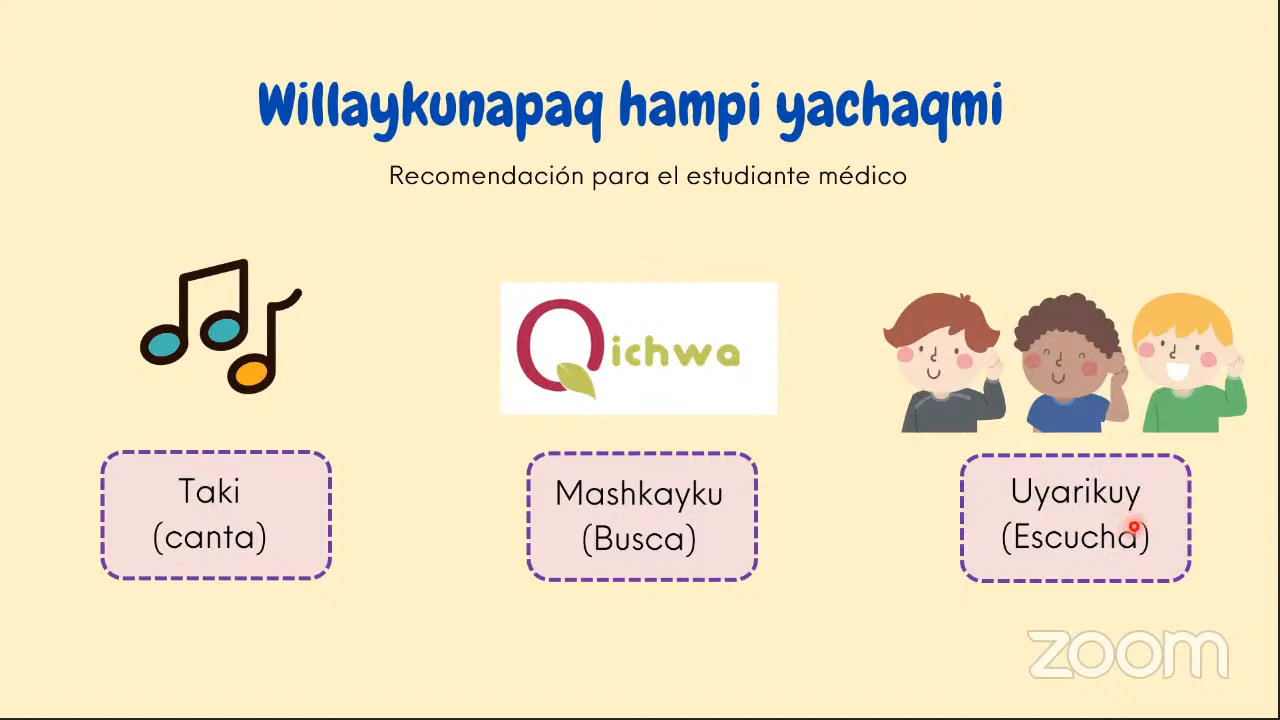 Willaykunapaq hampi yachaqmi
Recomendación para el estudiante médico
Qichwa
Taki
(canta)
Mashkayku
(Busca)
Uyarikuy
(Escucha)
zoom